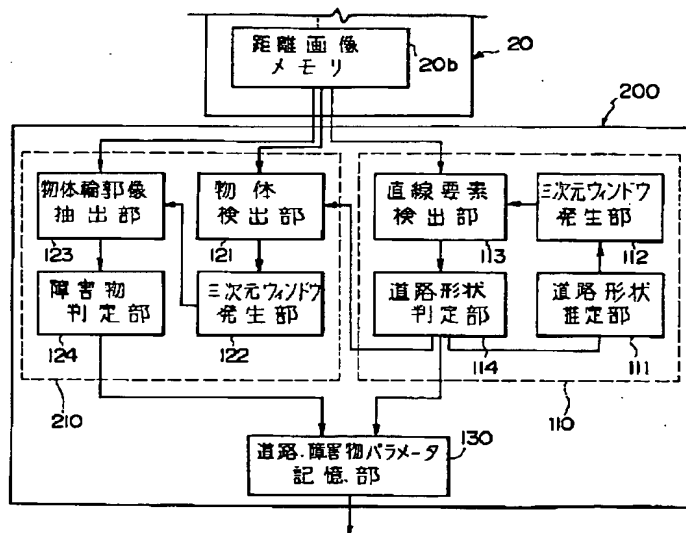 距離画像
メモリ
20b
20
200
物体輪郭像
抽出部
123
物体
検出部
121
直線要素
検出部
113
三次元ウィンドウ
発生部
112
障害物
判定部
124
三次元ウィンドウ
発生部
122
道路形状
判定部
114
道路形状
推定部
111
210
110
道路.障害物パラメータ
記憶部
130